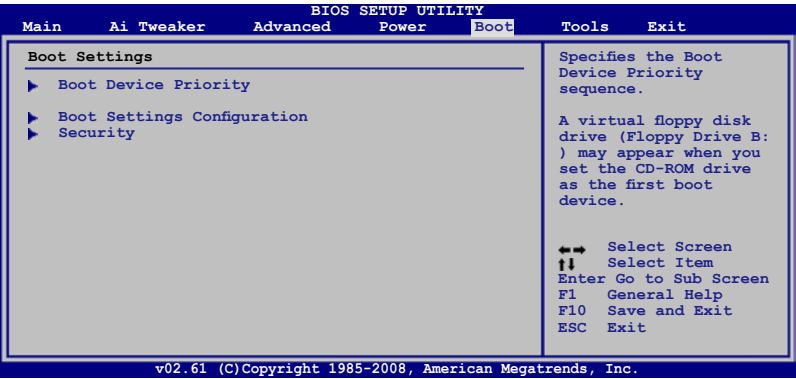 BIOS SETUP UTILITY
Main Ai Tweaker Advanced Power Boot Tools Exit
Boot Settings
Boot Device Priority
Boot Settings Configuration
Security
Specifies the Boot
Device Priority
sequence.
A virtual floppy disk
drive (Floppy Drive B:
) may appear when you
set the CD-ROM drive
as the first boot
device.
Select Screen
Select Item
Enter Go to Sub Screen
F1 General Help
F10 Save and Exit
ESC Exit
v02.61 (C)Copyright 1985-2008, American Megatrends, Inc.